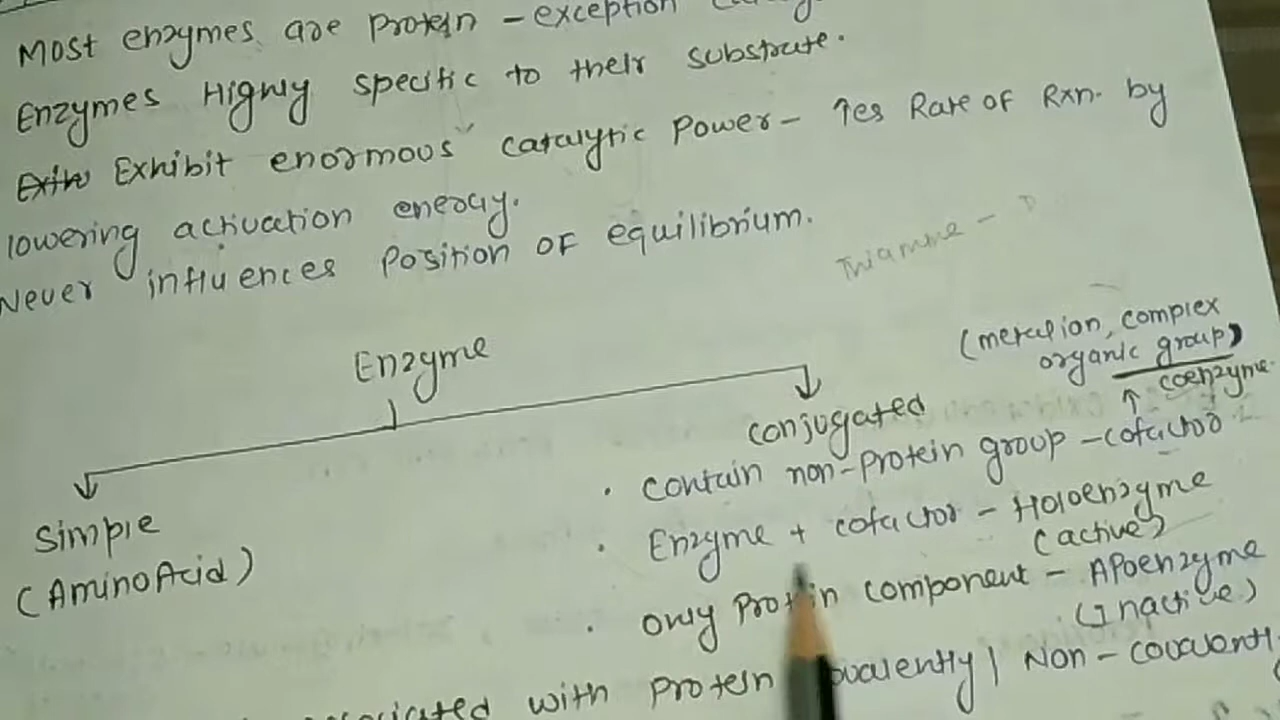 Most enzymes are protein - exception
Enzymes Highly specific to their substrate.
Exhibit enormous catalytic Power - ↑es Rate of Rxn. by
lowering activation energy.
Never influences Position of equilibrium.
Thiamine -
Enzyme
(metal ion, complex
organic group)
coenzyme
Simple
(Amino Acid)
Conjugated
• contain non-protein group - cofactor
• Enzyme + cofactor - Holoenzyme
(active)
• only Protein component - APoenzyme
(Inactive)
with Protein | Non-covalently